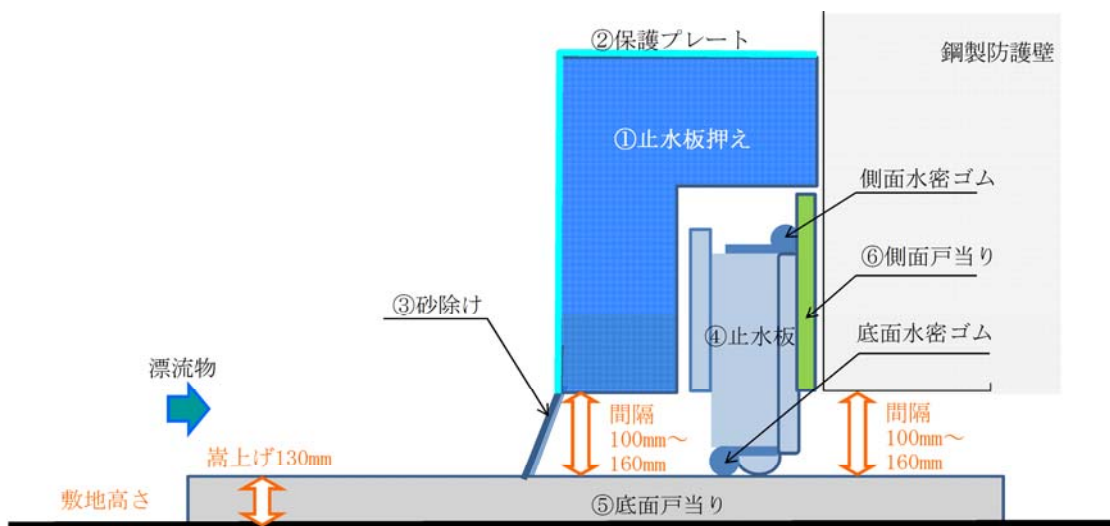 ②保護プレート
鋼製防護壁
①止水板押え
側面水密ゴム
⑥側面戸当り
③砂除け
④止水板
底面水密ゴム
漂流物
間隔
100mm～
160mm
間隔
100mm～
160mm
嵩上げ130mm
敷地高さ
⑤底面戸当り